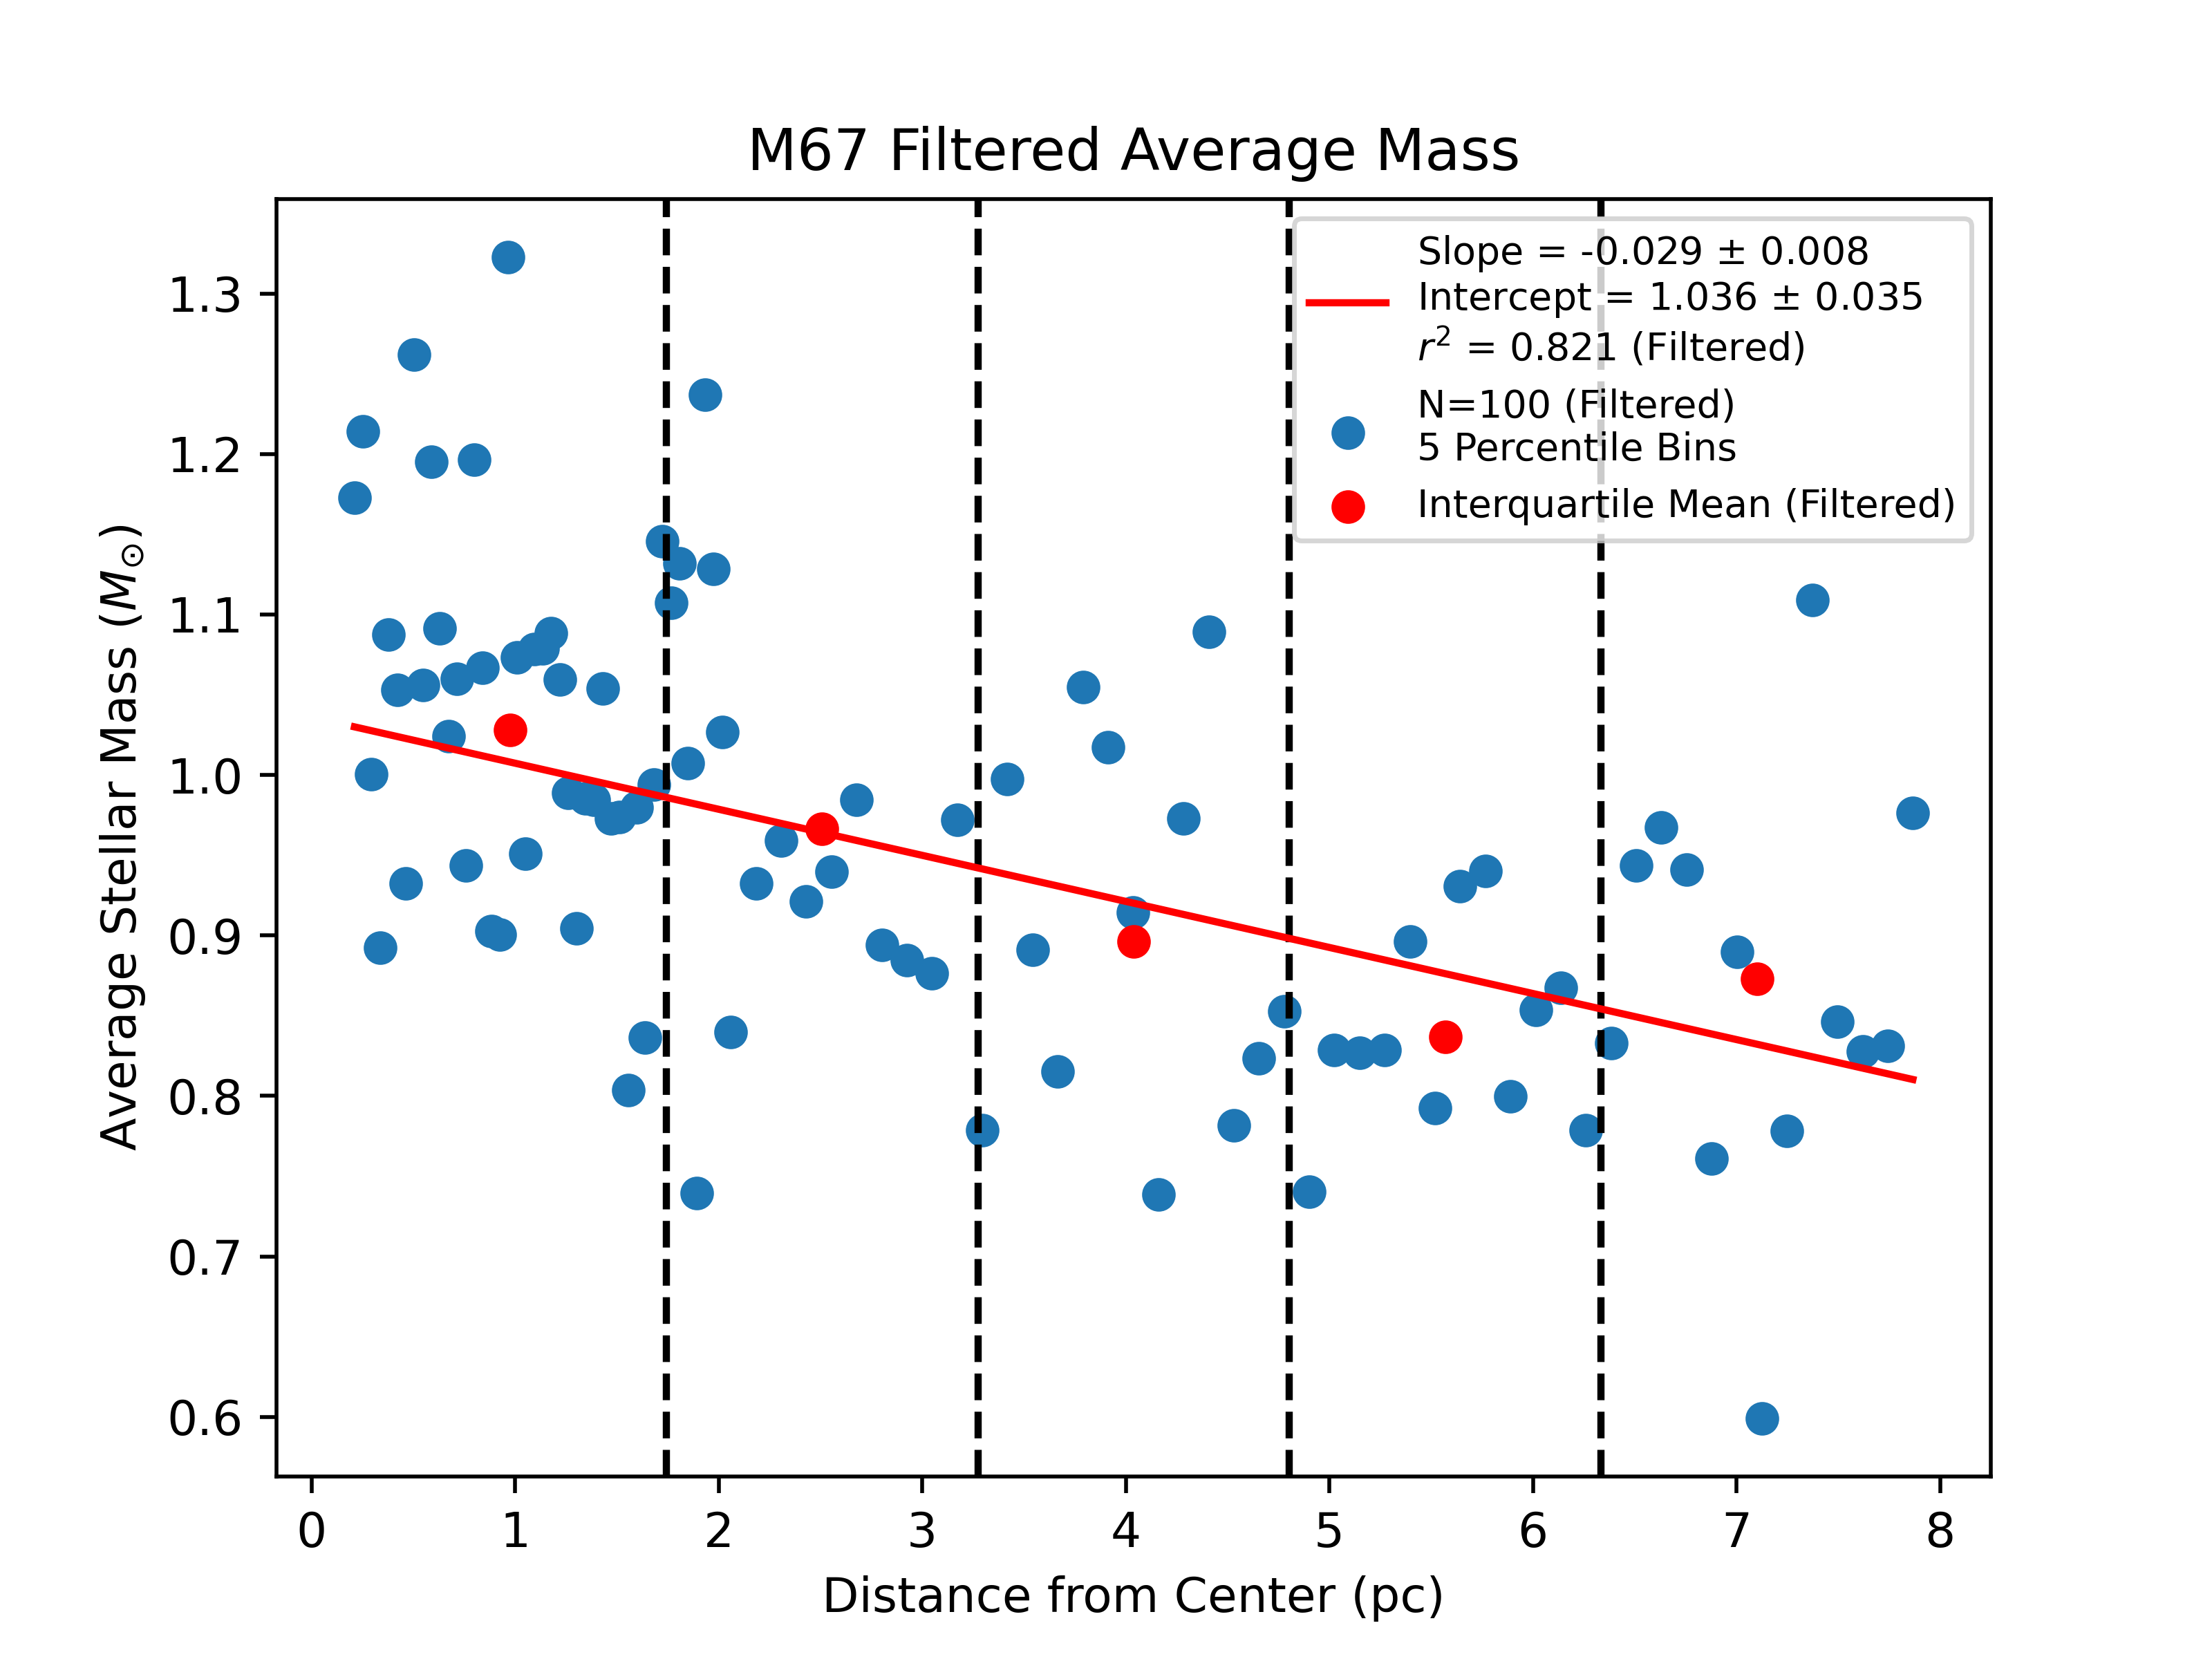 M67 Filtered Average Mass
Slope = -0.029 ± 0.008
Intercept = 1.036 ± 0.035
r² = 0.821 (Filtered)
N=100 (Filtered)
5 Percentile Bins
Interquartile Mean (Filtered)
Average Stellar Mass (M☉)
1.3
1.2
1.1
1.0
0.9
0.8
0.7
0.6
0 1 2 3 4 5 6 7 8
Distance from Center (pc)